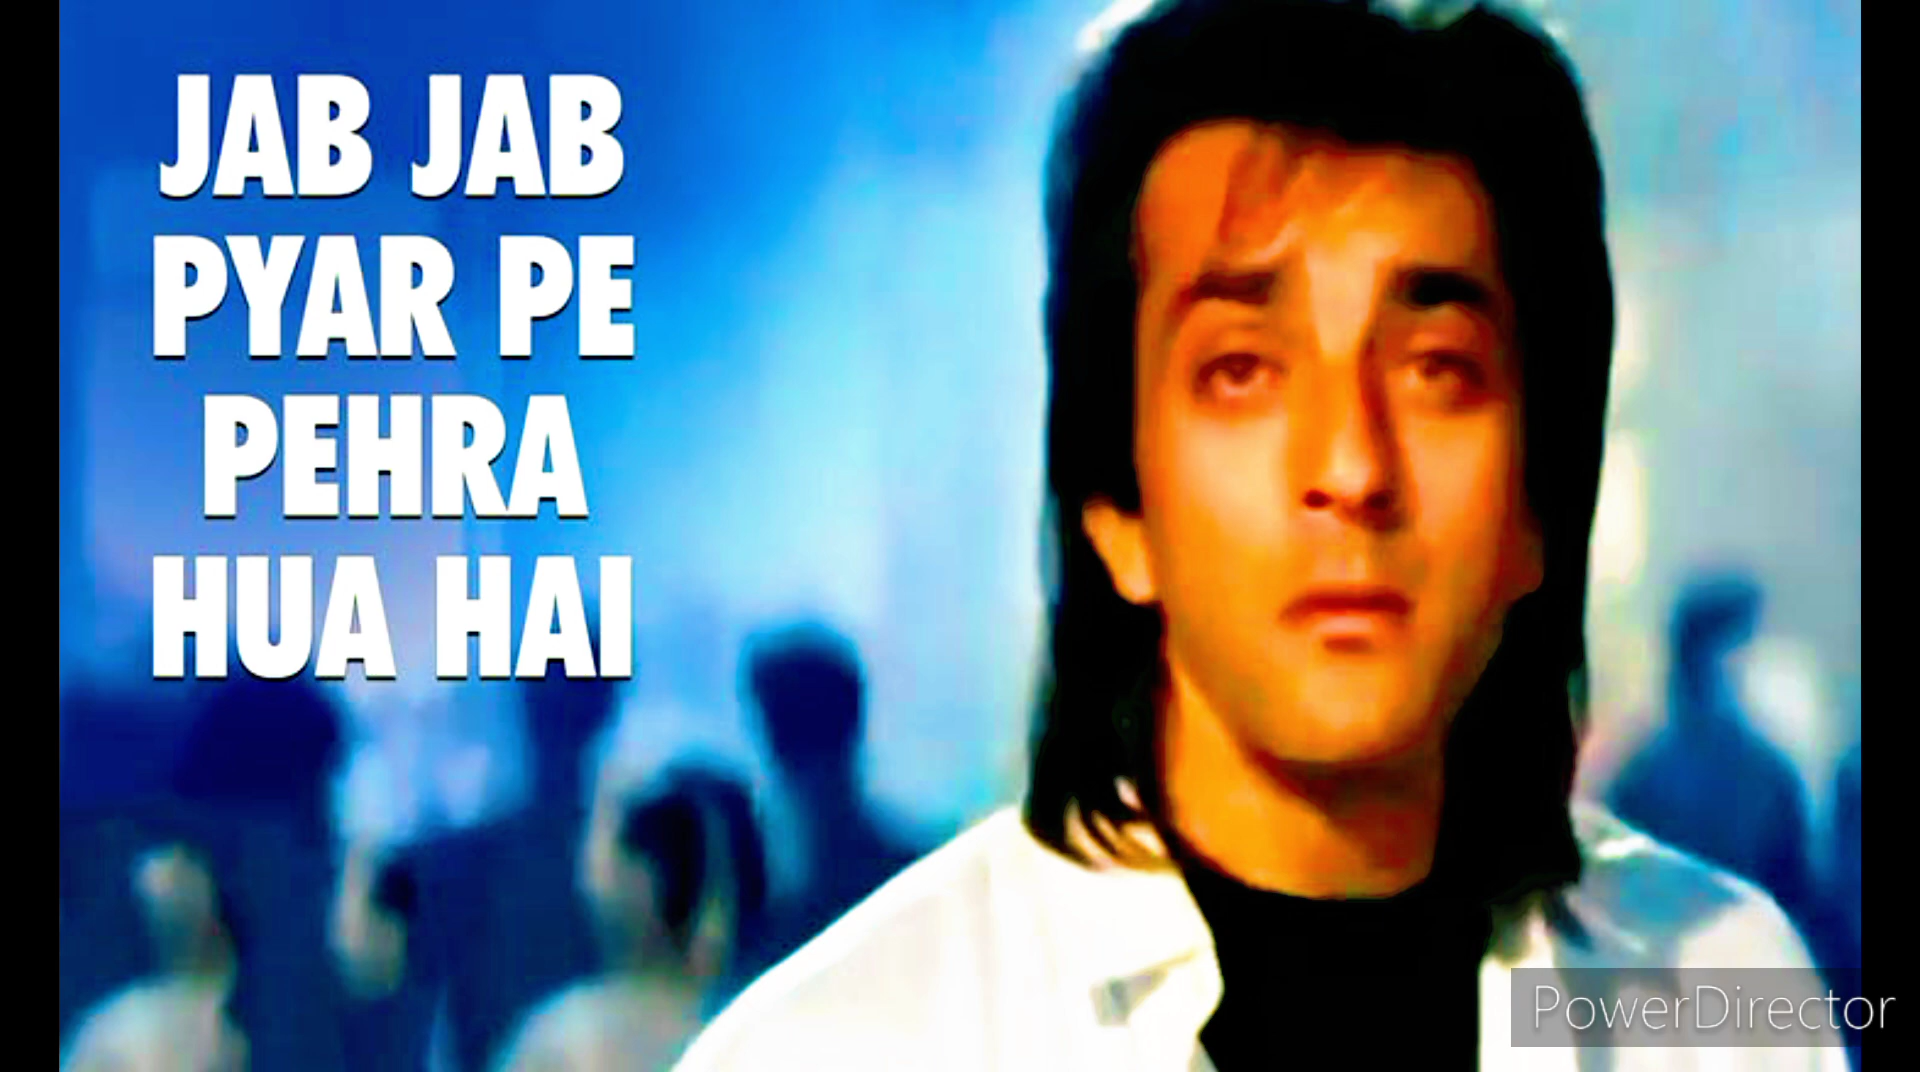 JAB JAB
PYAR PE
PEHRA
HUA HAI
PowerDirector